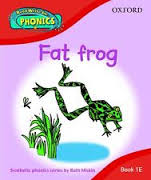 OXFORD
Read Write Inc.
PHONICS
Fat frog
Synthetic phonics series by Ruth Miskin
Book 1E